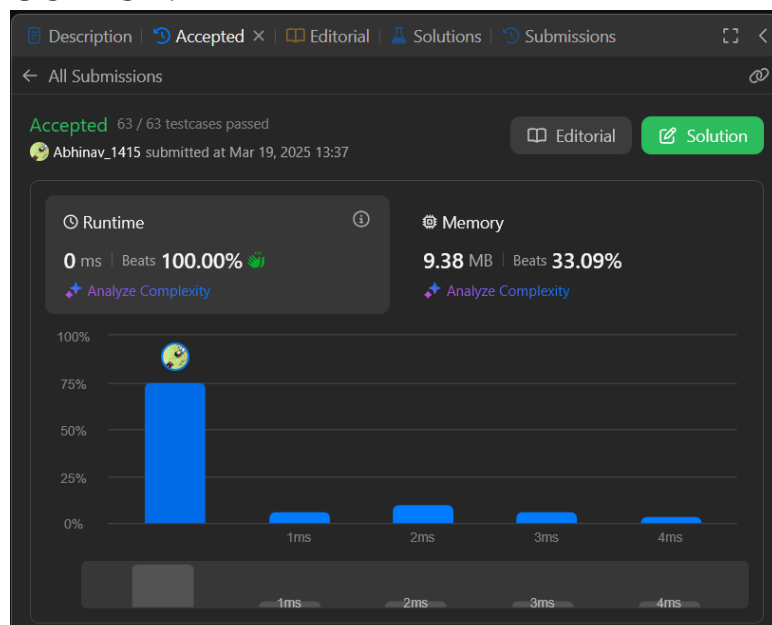 Description Accepted Editorial Solutions Submissions
All Submissions
Accepted 63 / 63 testcases passed
Abhinav_1415 submitted at Mar 19, 2025 13:37
Editorial Solution
Runtime
0 ms Beats 100.00%
Analyze Complexity
Memory
9.38 MB Beats 33.09%
Analyze Complexity
100%
75%
50%
25%
0%
1ms 2ms 3ms 4ms
1ms 2ms 3ms 4ms